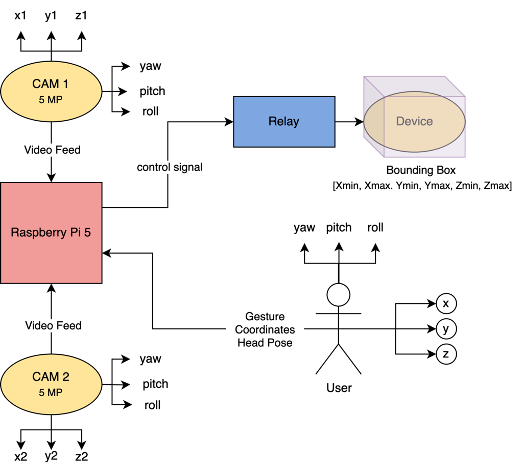 x1 y1 z1
CAM 1
5 MP
yaw
pitch
roll
Video Feed
control signal
Relay
Device
Bounding Box
[Xmin, Xmax. Ymin, Ymax, Zmin, Zmax]
Raspberry Pi 5
yaw pitch roll
Gesture
Coordinates
Head Pose
x
y
z
User
Video Feed
CAM 2
5 MP
yaw
pitch
roll
x2 y2 z2